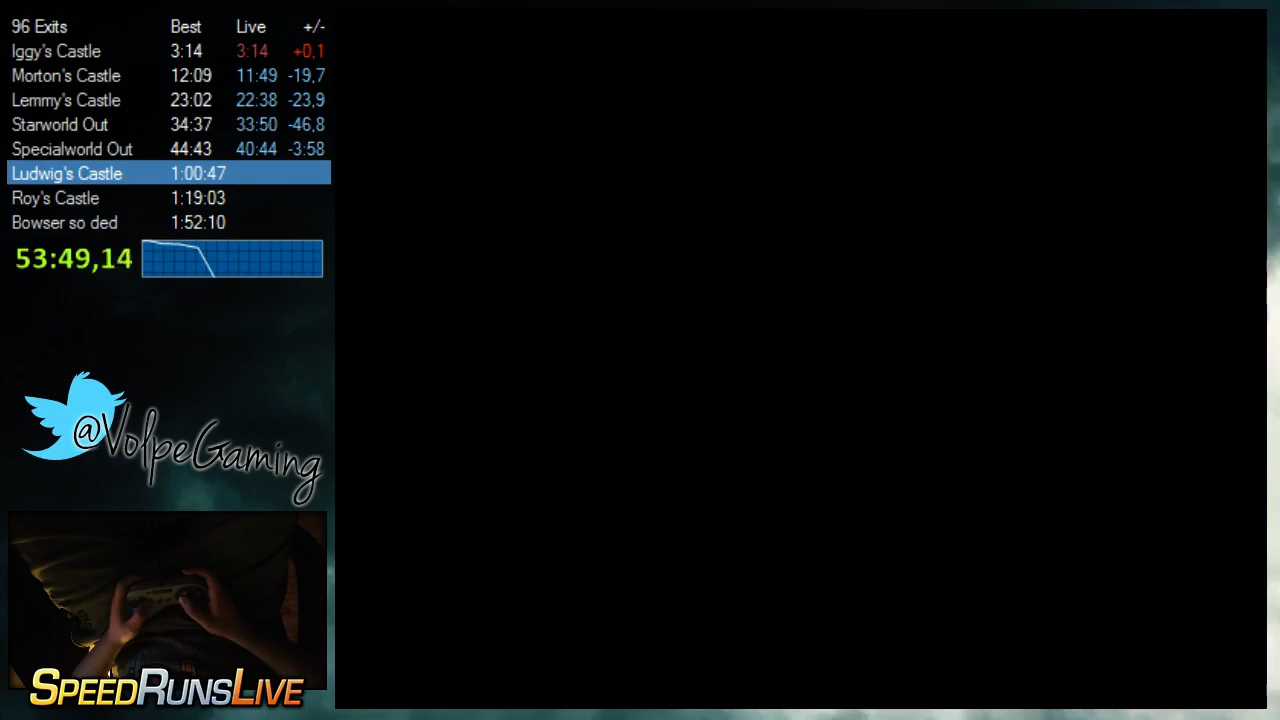 96 Exits Best Live +/-
Iggy's Castle 3:14 3:14 +0,1
Morton's Castle 12:09 11:49 -19,7
Lemmy's Castle 23:02 22:38 -23,9
Starworld Out 34:37 33:50 -46,8
Specialworld Out 44:43 40:44 -3:58
Ludwig's Castle 1:00:47
Roy's Castle 1:19:03
Bowser so ded 1:52:10
53:49,14
@VolpeGaming
SPEEDRUNSLIVE